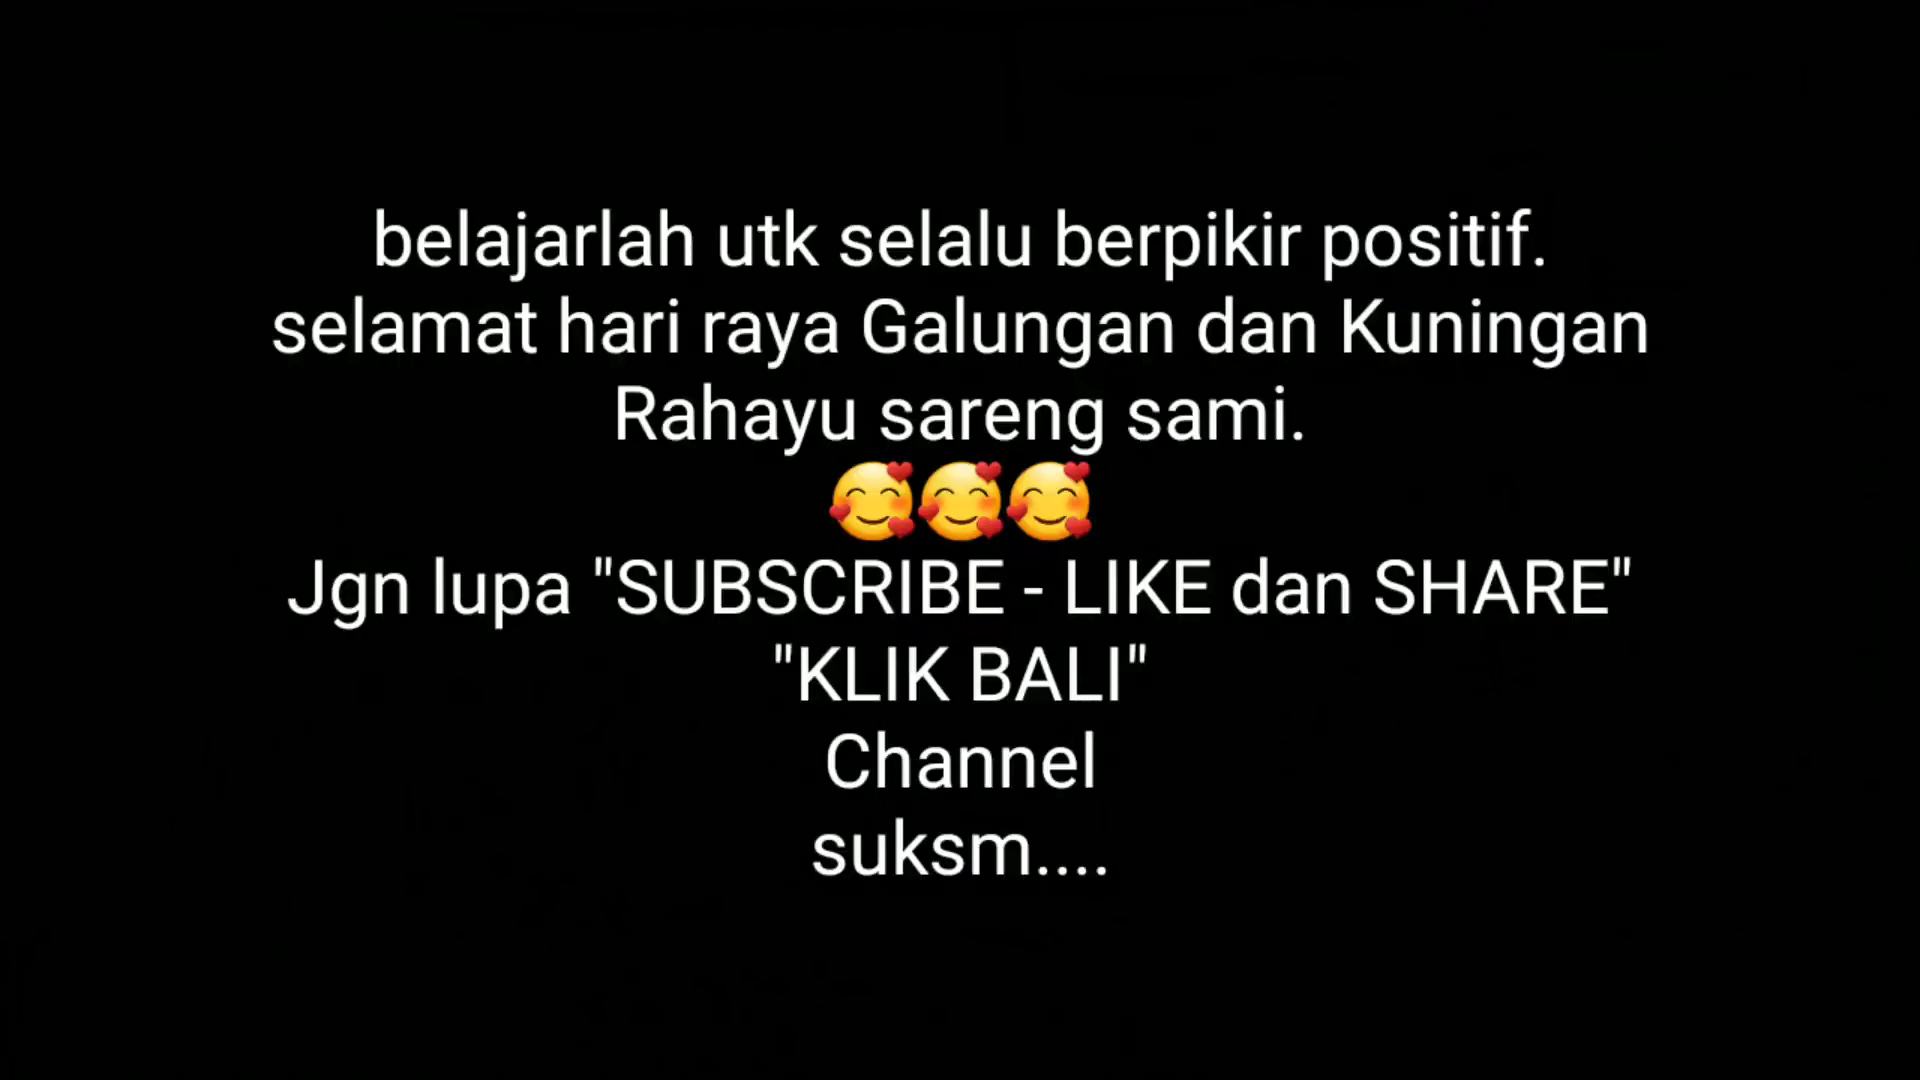 belajarlah utk selalu berpikir positif.
selamat hari raya Galungan dan Kuningan
Rahayu sareng sami.
🥰🥰🥰
Jgn lupa "SUBSCRIBE - LIKE dan SHARE"
"KLIK BALI"
Channel
suksm....